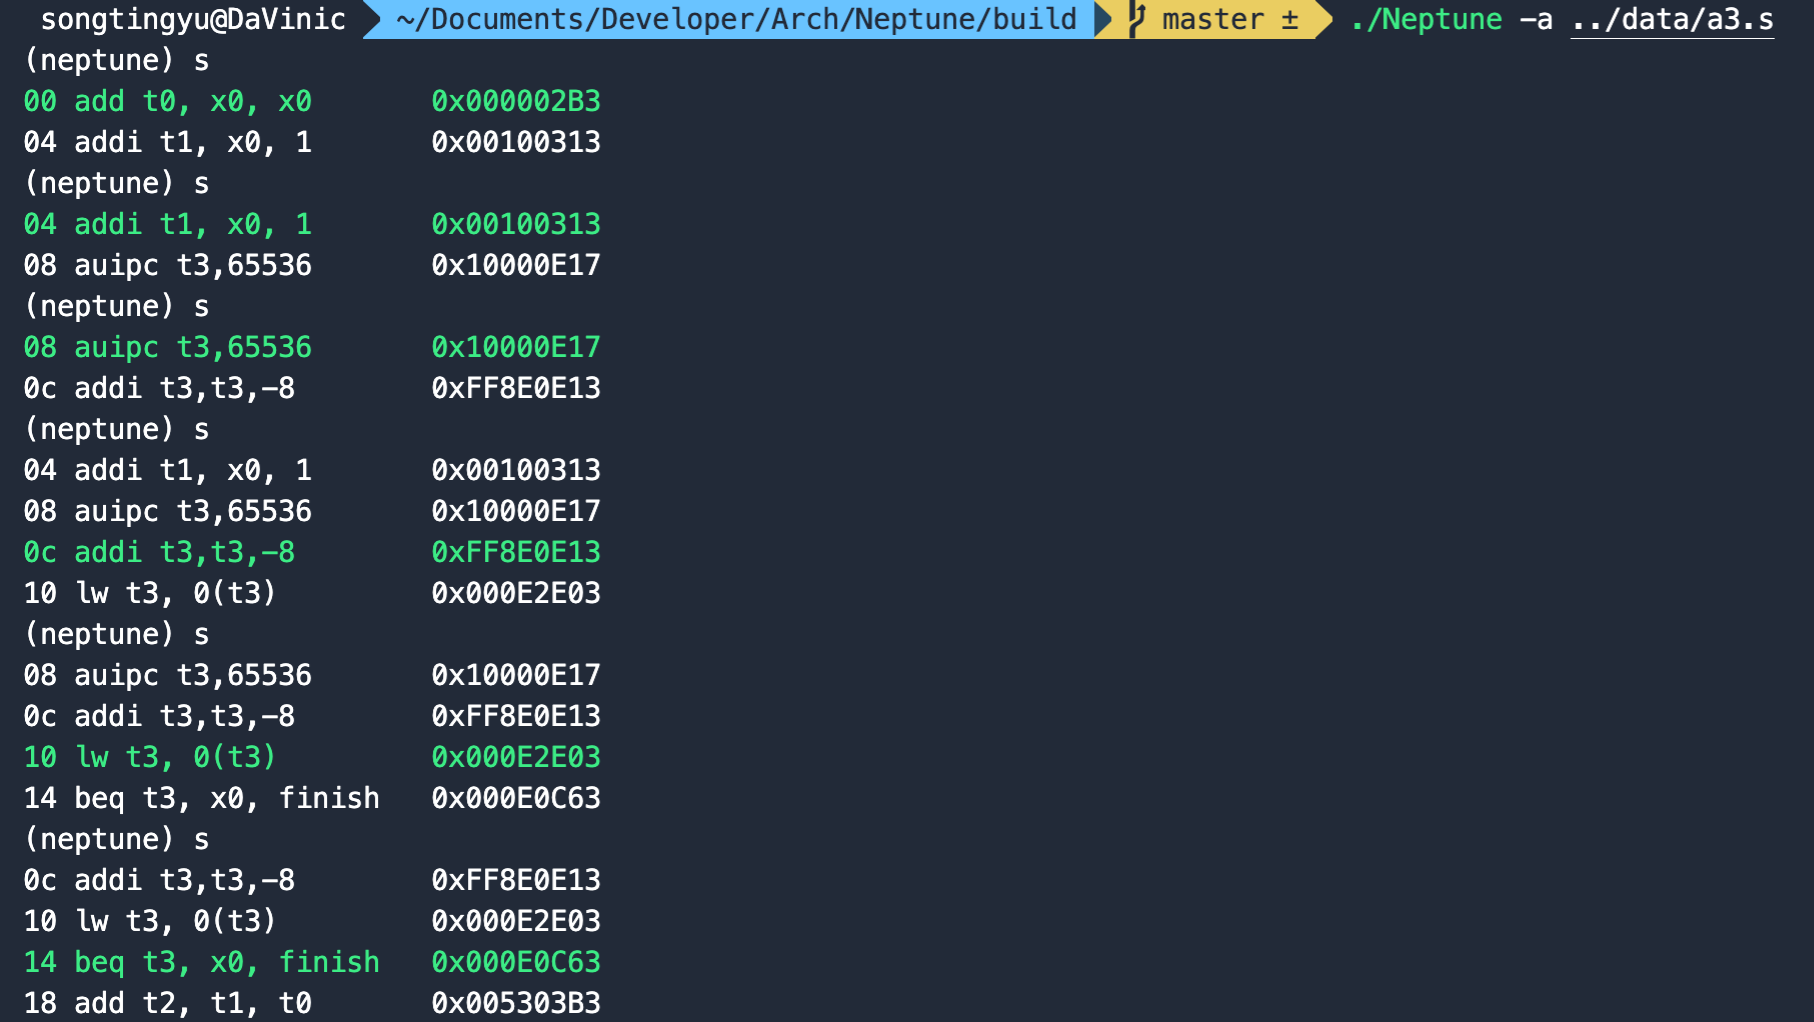 songtingyu@DaVinic ~/Documents/Developer/Arch/Neptune/build master ± ./Neptune -a ../data/a3.s
(neptune) s
00 add t0, x0, x0 0x000002B3
04 addi t1, x0, 1 0x00100313
(neptune) s
04 addi t1, x0, 1 0x00100313
08 auipc t3,65536 0x10000E17
(neptune) s
08 auipc t3,65536 0x10000E17
0c addi t3,t3,-8 0xFF8E0E13
(neptune) s
04 addi t1, x0, 1 0x00100313
08 auipc t3,65536 0x10000E17
0c addi t3,t3,-8 0xFF8E0E13
10 lw t3, 0(t3) 0x000E2E03
(neptune) s
08 auipc t3,65536 0x10000E17
0c addi t3,t3,-8 0xFF8E0E13
10 lw t3, 0(t3) 0x000E2E03
14 beq t3, x0, finish 0x000E0C63
(neptune) s
0c addi t3,t3,-8 0xFF8E0E13
10 lw t3, 0(t3) 0x000E2E03
14 beq t3, x0, finish 0x000E0C63
18 add t2, t1, t0 0x005303B3